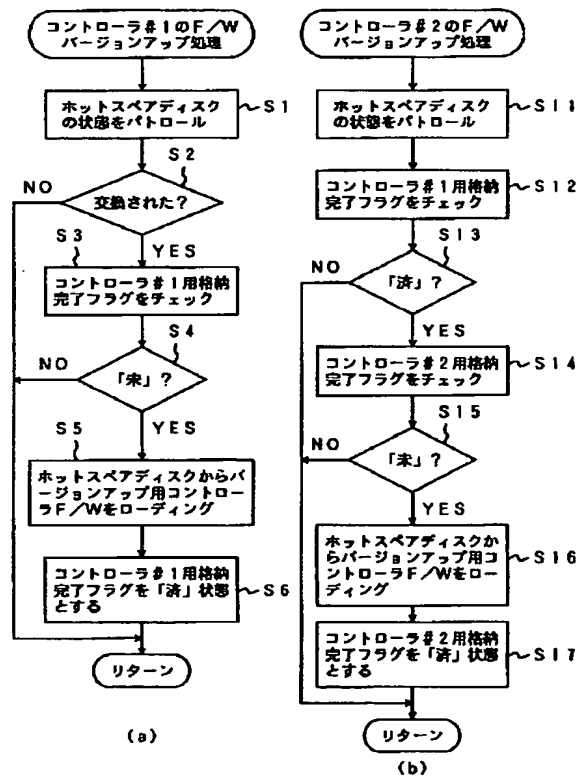 コントローラ＃１のＦ／Ｗ
バージョンアップ処理
ホットスペアディスク
の状態をパトロール
Ｓ１
Ｓ２
交換された？
ＮＯ
ＹＥＳ
Ｓ３
コントローラ＃１用格納
完了フラグをチェック
Ｓ４
「未」？
ＮＯ
ＹＥＳ
Ｓ５
ホットスペアディスクからバ
ージョンアップ用コントロー
ラＦ／Ｗをローディング
コントローラ＃１用格納
完了フラグを「済」状態
とする
Ｓ６
リターン
(a)
コントローラ＃２のＦ／Ｗ
バージョンアップ処理
ホットスペアディスク
の状態をパトロール
Ｓ１１
コントローラ＃１用格納
完了フラグをチェック
Ｓ１２
Ｓ１３
「済」？
ＮＯ
ＹＥＳ
コントローラ＃２用格納
完了フラグをチェック
Ｓ１４
Ｓ１５
「未」？
ＮＯ
ＹＥＳ
ホットスペアディスクか
らバージョンアップ用コ
ントローラＦ／Ｗをロー
ディング
Ｓ１６
コントローラ＃２用格納
完了フラグを「済」状態
とする
Ｓ１７
リターン
(b)